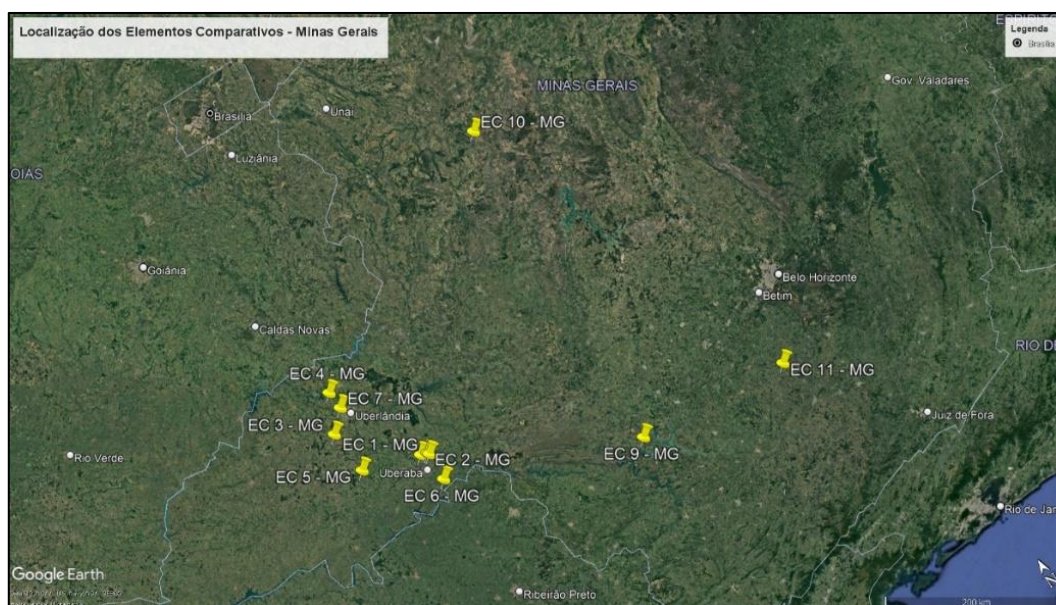 Localização dos Elementos Comparativos - Minas Gerais
ESPIRITO
Legenda
Brasília
MINAS GERAIS
Gov. Valadares
Brasília
Unaí
EC 10 - MG
Luziânia
OIAS
Goiânia
Belo Horizonte
Betim
Caldas Novas
RIO DE
EC 11 - MG
EC 4 - MG
EC 7 - MG
Uberlândia
Juiz de Fora
EC 3 - MG
EC 1 - MG
EC 9 - MG
Rio Verde
EC 2 - MG
EC 5 - MG
Uberaba
EC 6 - MG
Rio de Jan
Google Earth
Ribeirão Preto
200 km
N